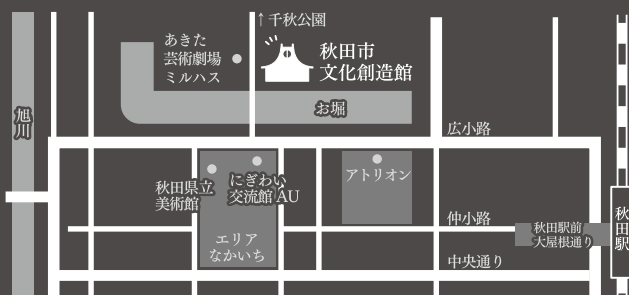 ↑千秋公園
あきた
芸術劇場
ミルハス
秋田市
文化創造館
お堀
旭川
広小路
秋田県立
美術館
にぎわい
交流館 AU
アトリオン
エリア
なかいち
仲小路
秋田駅前
大屋根通り
秋田駅
中央通り